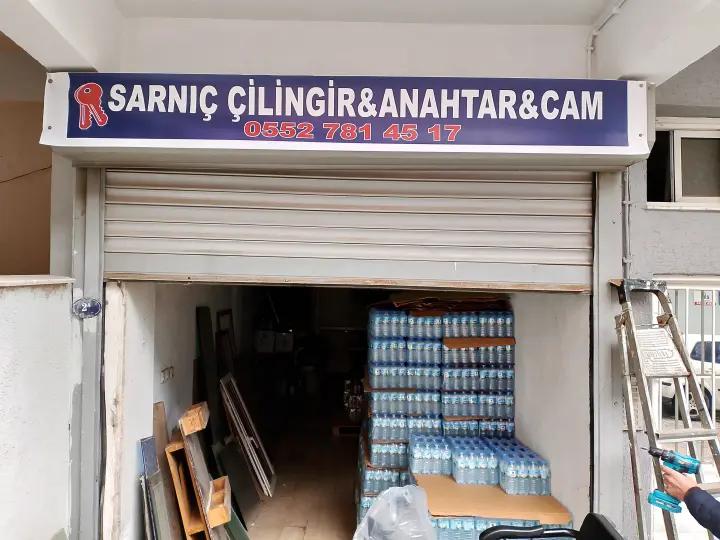 SARNIÇ ÇİLİNGİR&ANAHTAR&CAM
0552 781 45 17